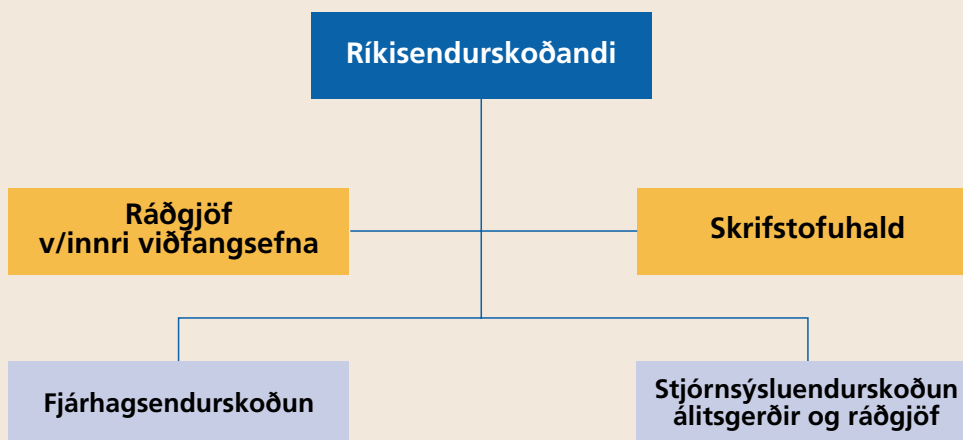 Ríkisendurskoðandi
Ráðgjöf
v/innri viðfangsefna
Skrifstofuhald
Fjárhagsendurskoðun
Stjórnsýsluendurskoðun
álitsgerðir og ráðgjöf